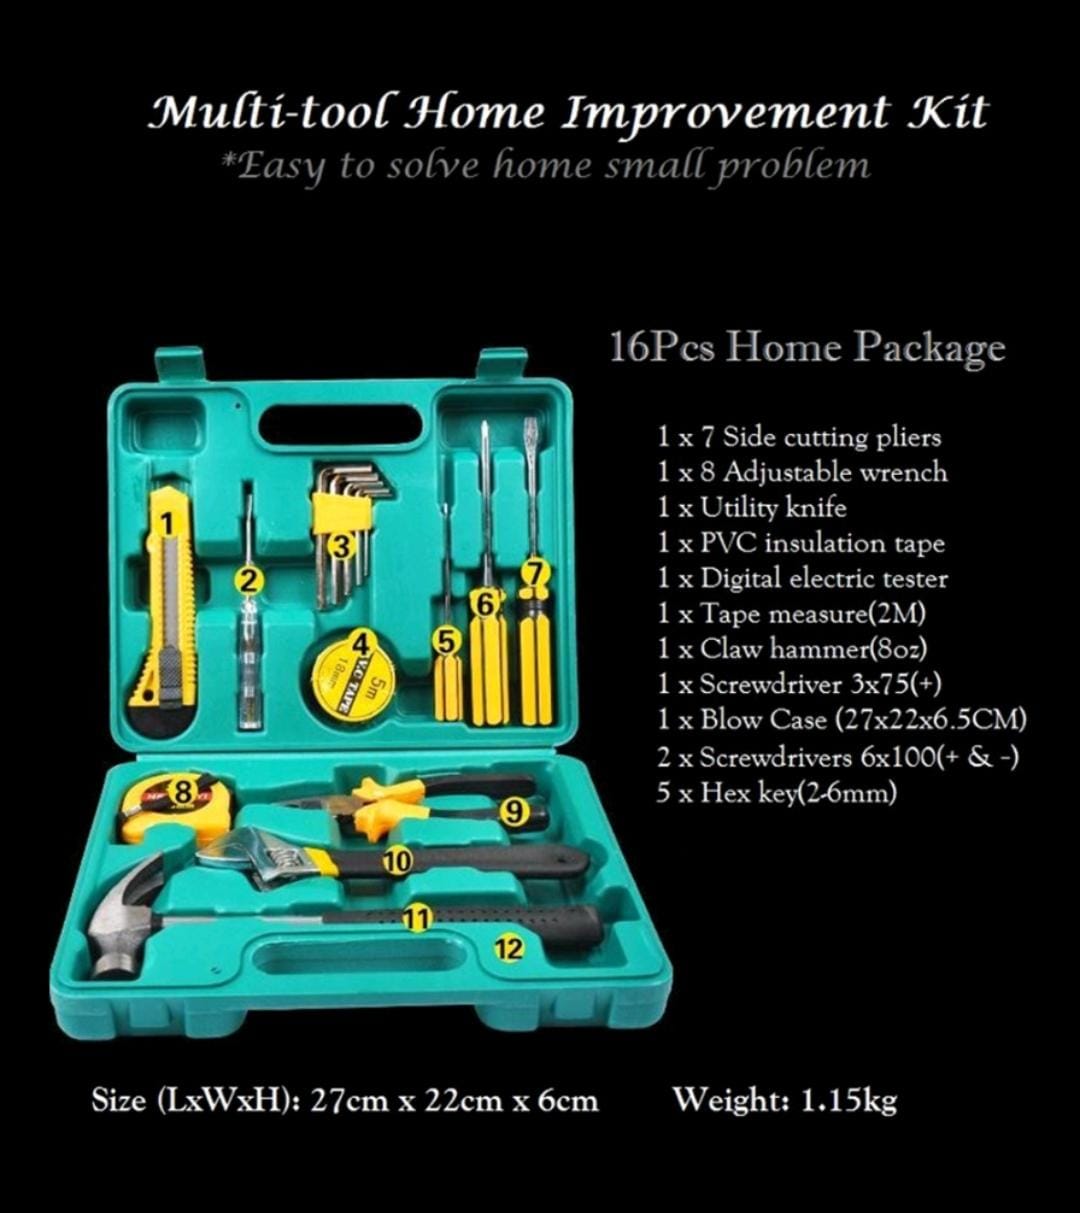 Multi-tool Home Improvement Kit
*Easy to solve home small problem
16Pcs Home Package
1 x 7 Side cutting pliers
1 x 8 Adjustable wrench
1 x Utility knife
1 x PVC insulation tape
1 x Digital electric tester
1 x Tape measure(2M)
1 x Claw hammer(8oz)
1 x Screwdriver 3x75(+)
1 x Blow Case (27x22x6.5CM)
2 x Screwdrivers 6x100(+ & -)
5 x Hex key(2-6mm)
1
2
3
4
5
6
7
5m
18mm
V.C TAPE
8
9
10
11
12
Size (LxWxH): 27cm x 22cm x 6cm
Weight: 1.15kg